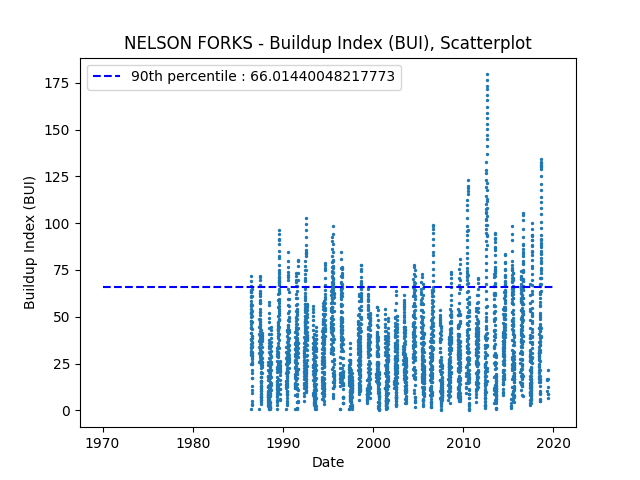 NELSON FORKS - Buildup Index (BUI), Scatterplot
90th percentile : 66.01440048217773
175
150
125
100
75
50
25
0
Buildup Index (BUI)
1970 1980 1990 2000 2010 2020
Date